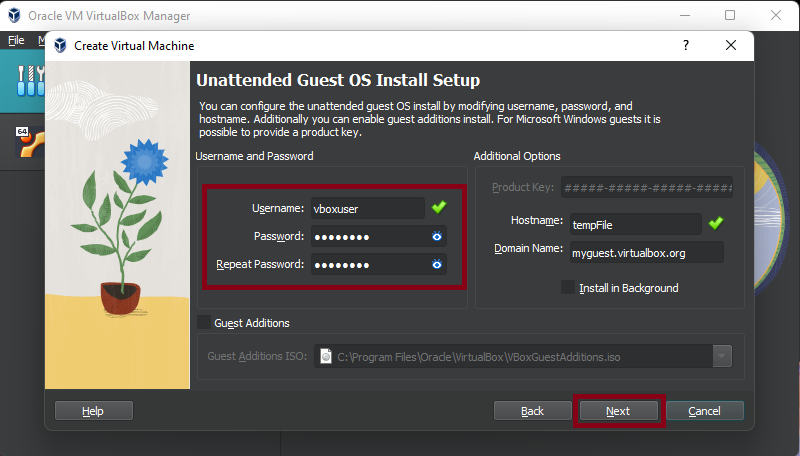 Oracle VM VirtualBox Manager
File M
Create Virtual Machine ?
64
Unattended Guest OS Install Setup
You can configure the unattended guest OS install by modifying username, password, and
hostname. Additionally you can enable guest additions install. For Microsoft Windows guests it is
possible to provide a product key.
Username and Password
Username: vboxuser
Password: ●●●●●●●●
Repeat Password: ●●●●●●●●
Additional Options
Product Key: #####-#####-#####-#####
Hostname: tempFile
Domain Name: myguest.virtualbox.org
Install in Background
Guest Additions
Guest Additions ISO: C:\Program Files\Oracle\VirtualBox\VBoxGuestAdditions.iso
Help Back Next Cancel